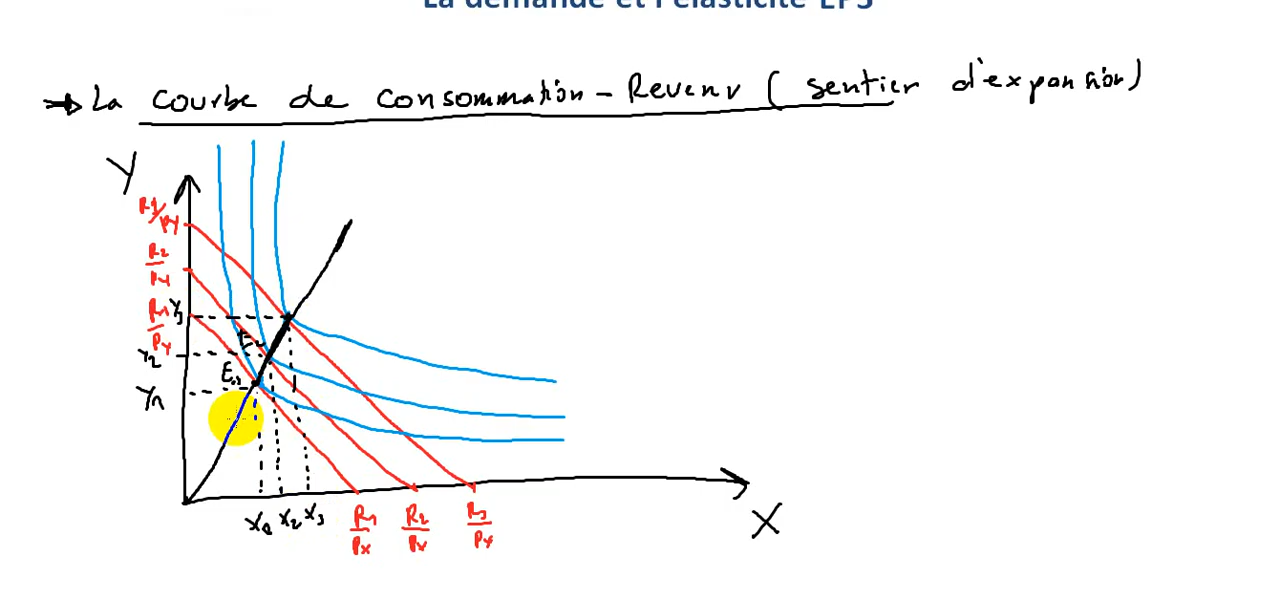 La demande et l'élasticité EP3
→ La courbe de consommation - Revenu ( sentier d'expansion)
Y
R3/PY
R2/PY
R1/PY
Y3
Y2
Y1
E2
E1
X1 X2 X3
R1/PX R2/PX R3/PX
X